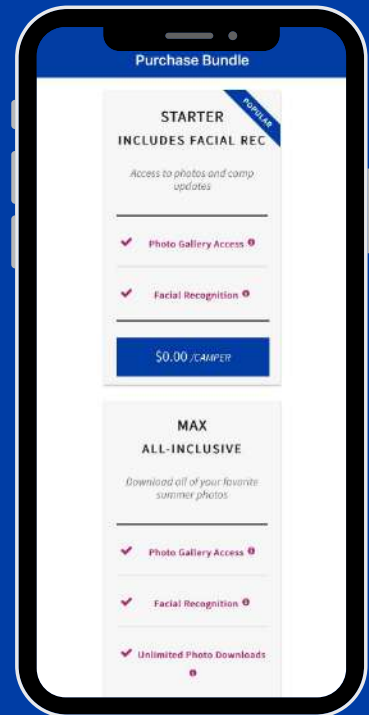 Purchase Bundle
POPULAR
STARTER
INCLUDES FACIAL REC
Access to photos and camp
updates
Photo Gallery Access
Facial Recognition
$0.00 /CAMPER
MAX
ALL-INCLUSIVE
Download all of your favorite
summer photos
Photo Gallery Access
Facial Recognition
Unlimited Photo Downloads